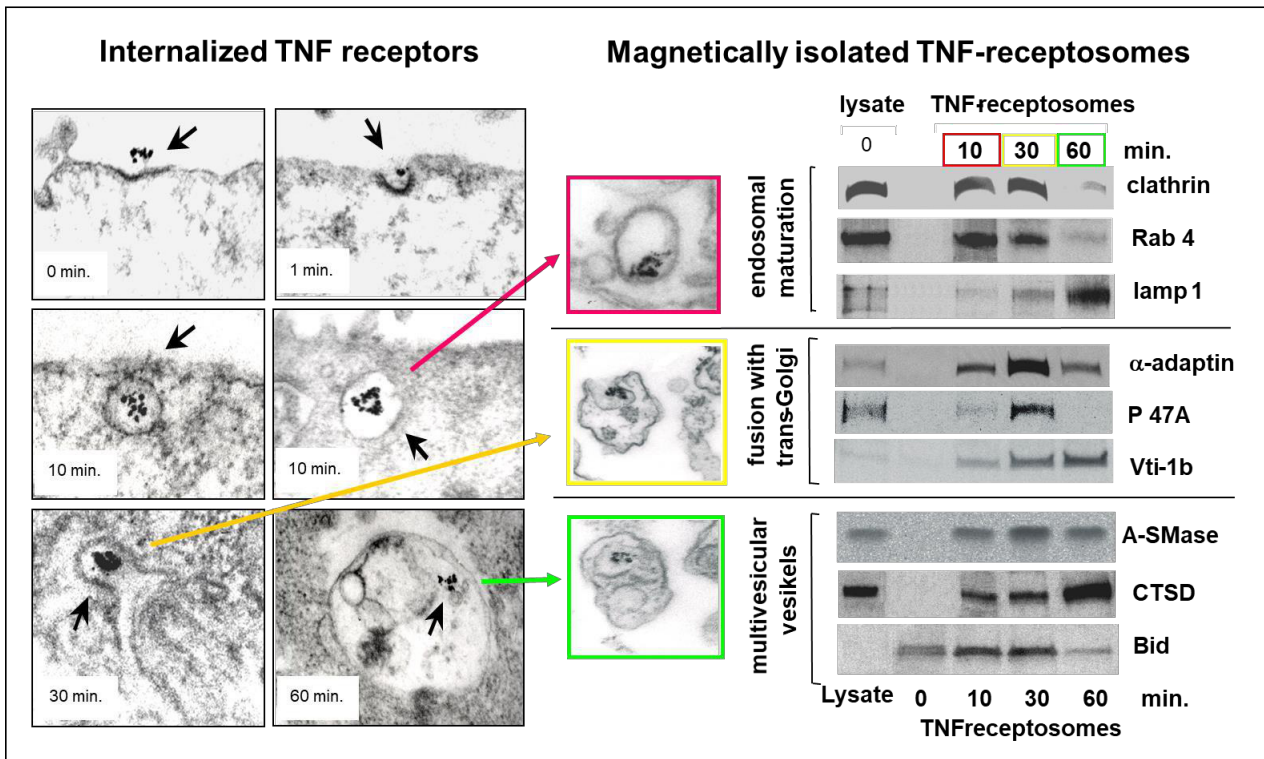 Internalized TNF receptors
Magnetically isolated TNF-receptosomes
0 min.
1 min.
10 min.
10 min.
30 min.
60 min.
lysate
TNF-receptosomes
0
10
30
60
min.
endosomal
maturation
clathrin
Rab 4
lamp 1
fusion with
trans-Golgi
α-adaptin
P 47A
Vti-1b
multivesicular
vesikels
A-SMase
CTSD
Bid
Lysate
0
10
30
60
min.
TNFreceptosomes